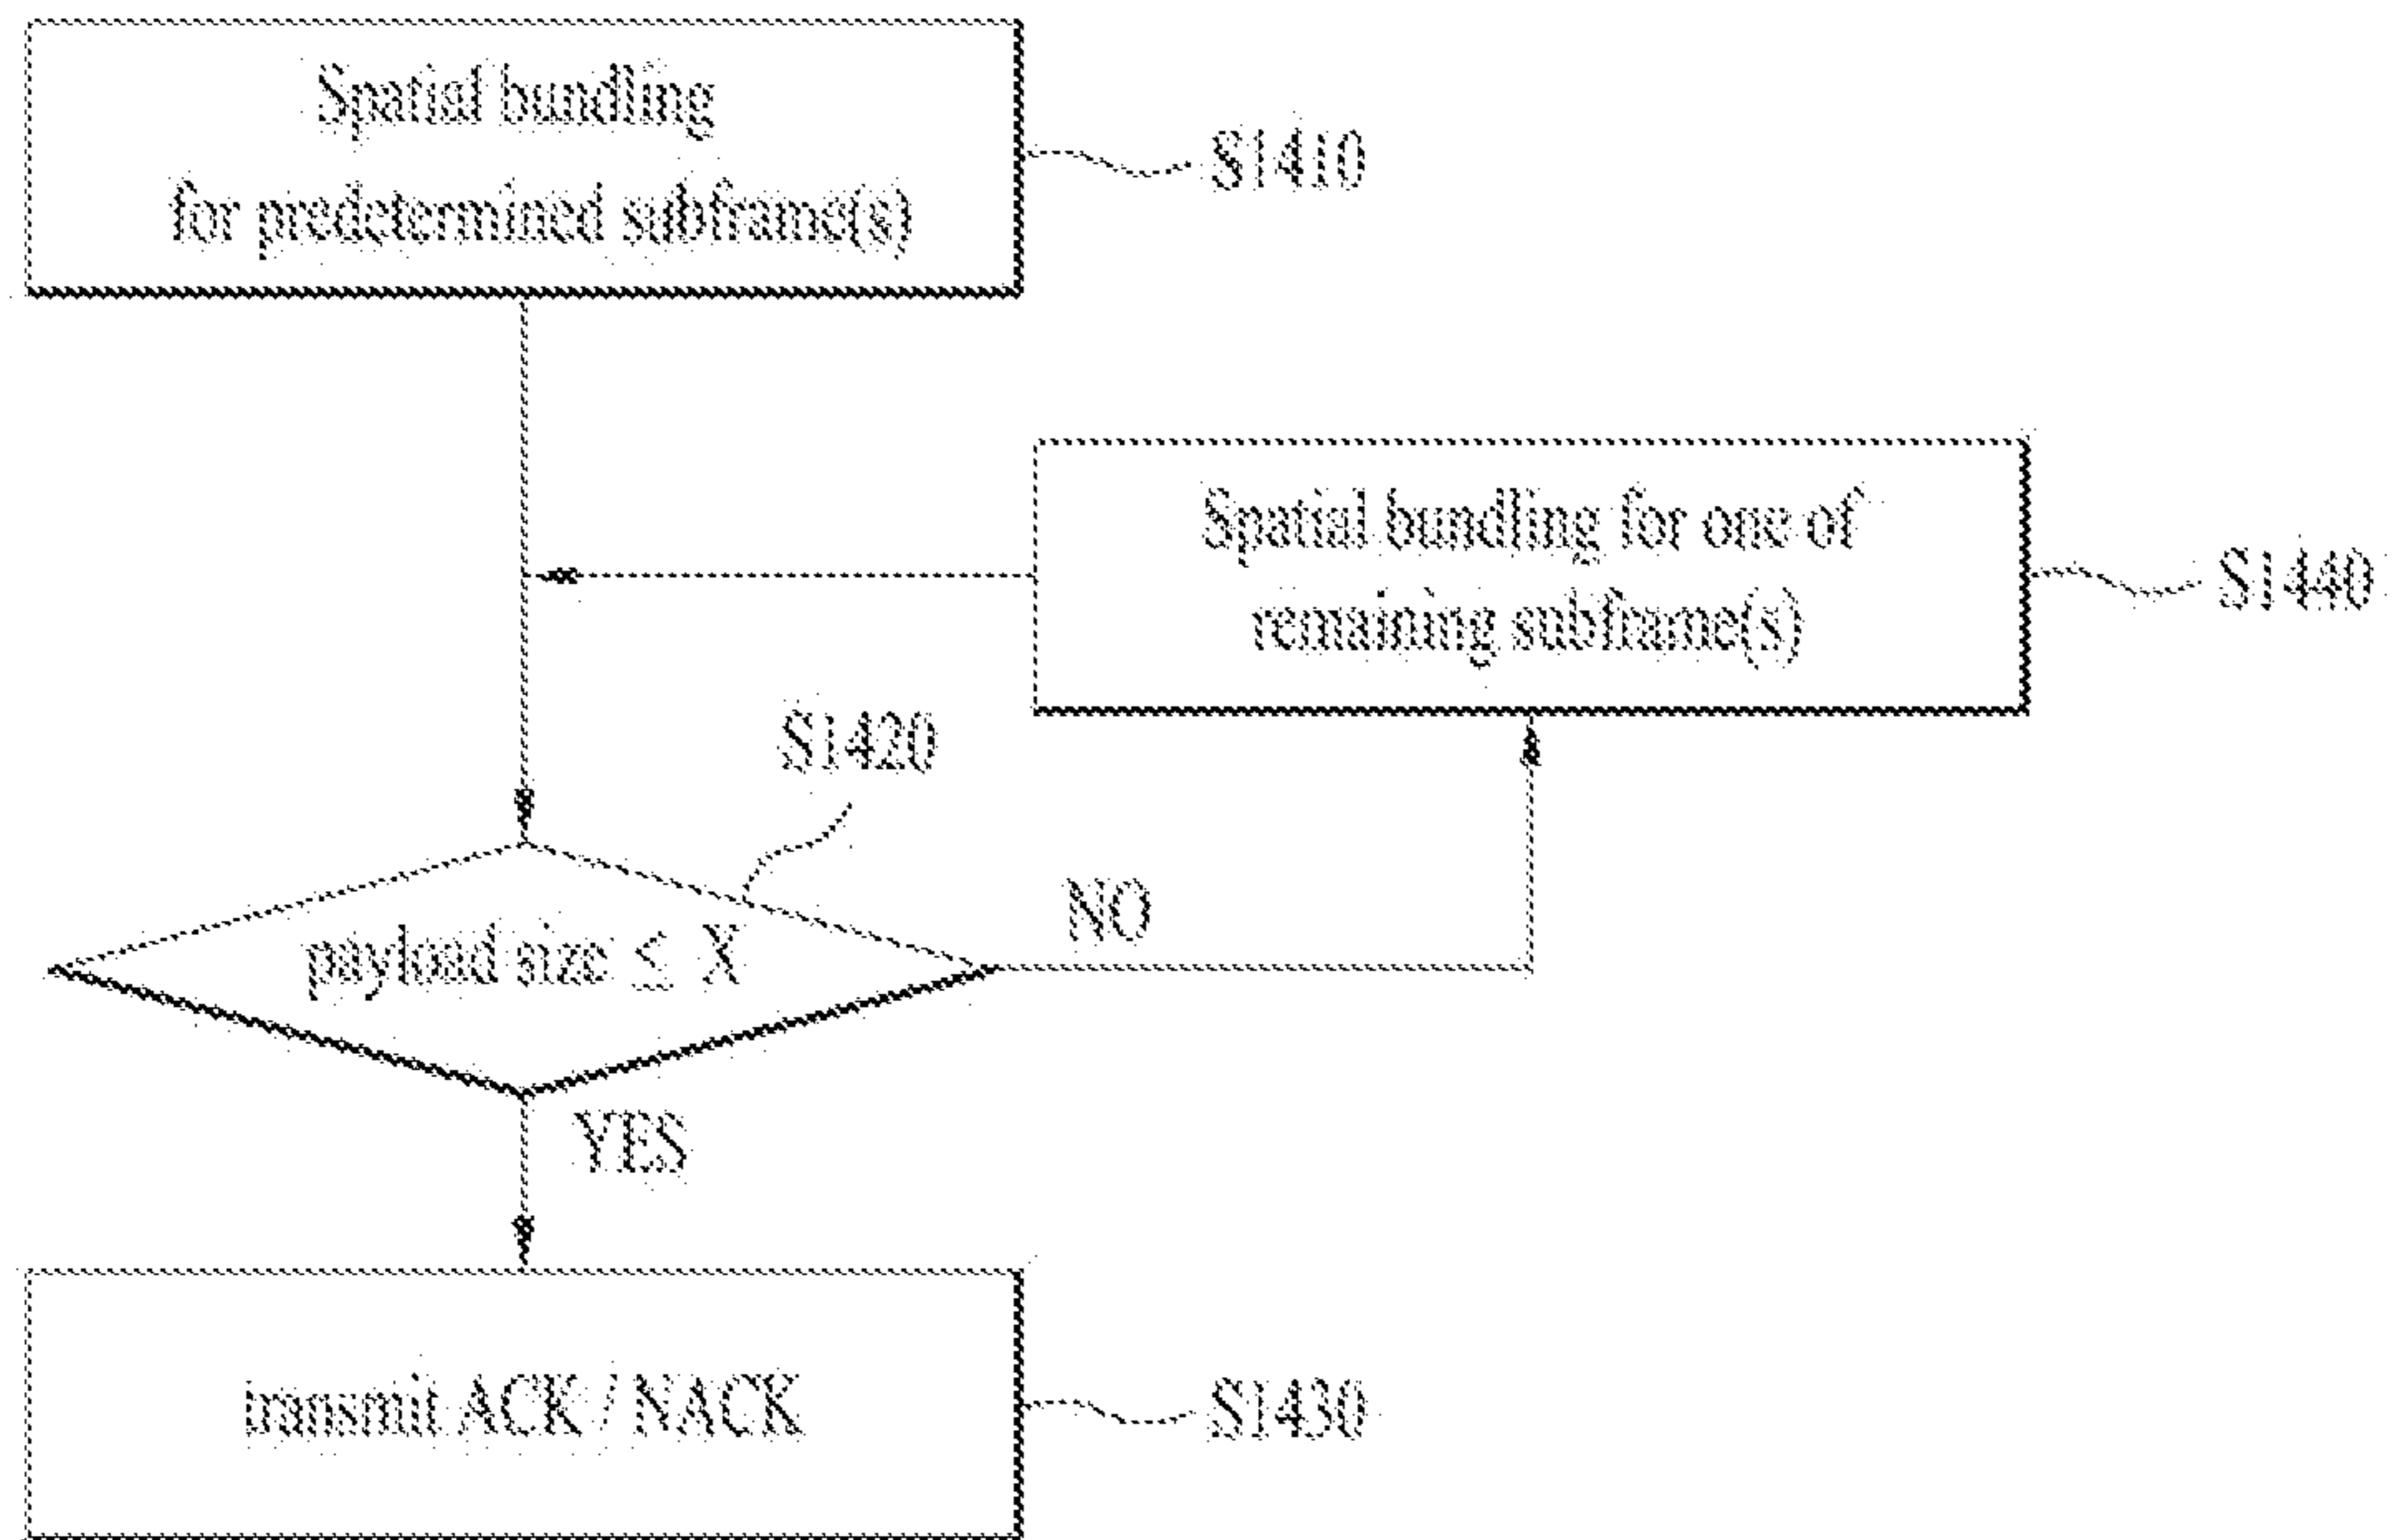 Spatial bundling
for predetermined subframe(s)
S1410
Spatial bundling for one of
remaining subframe(s)
S1440
S1420
NO
payload size ≤ X
YES
transmit ACK / NACK
S1430